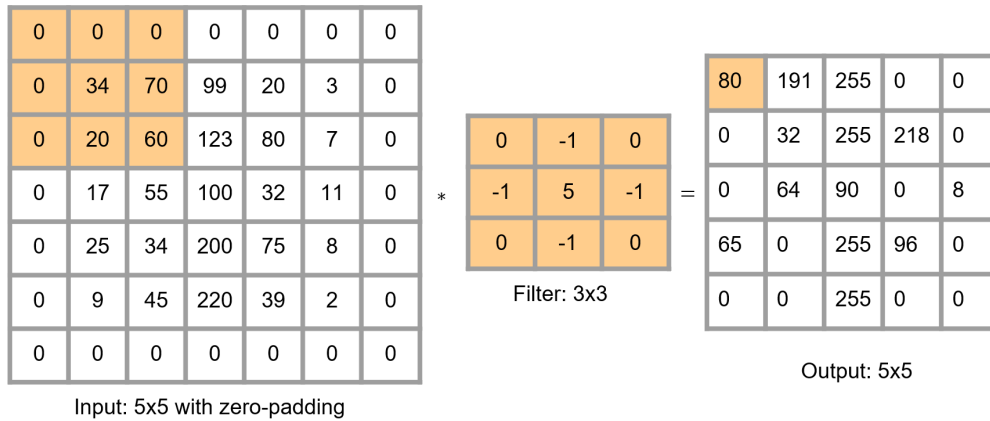 0 0 0 0 0 0 0
0 34 70 99 20 3 0
0 20 60 123 80 7 0
0 17 55 100 32 11 0
0 25 34 200 75 8 0
0 9 45 220 39 2 0
0 0 0 0 0 0 0
Input: 5x5 with zero-padding
*
0 -1 0
-1 5 -1
0 -1 0
Filter: 3x3
=
80 191 255 0 0
0 32 255 218 0
0 64 90 0 8
65 0 255 96 0
0 0 255 0 0
Output: 5x5